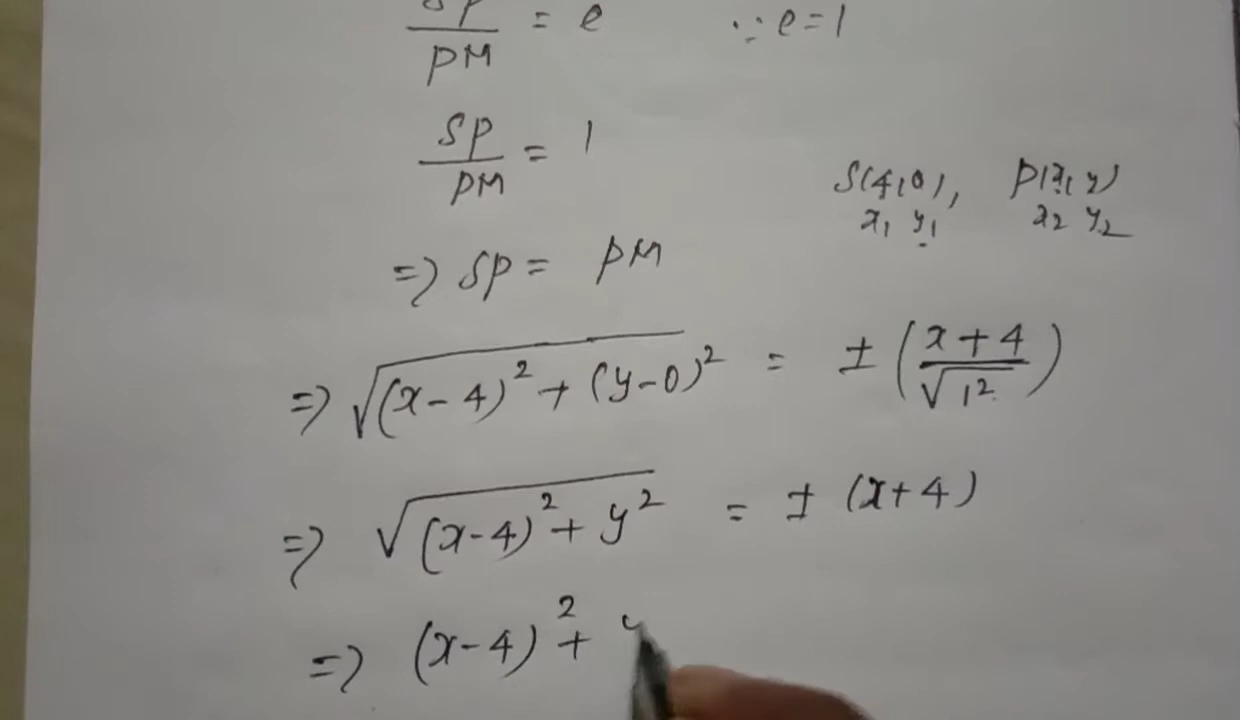 SP/PM = e ∵ e=1
SP/PM = 1
S(4,0), P(x, y)
x₁ y₁ x₂ y₂
=> SP = PM
=> √((x-4)² + (y-0)²) = ± ((x+4)/√1²)
=> √((x-4)² + y²) = ± (x+4)
=> (x-4)² +